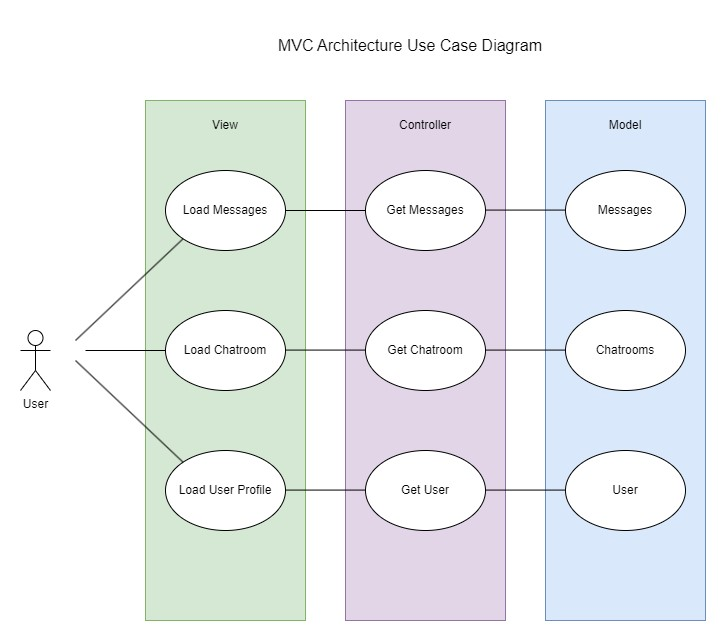 MVC Architecture Use Case Diagram
View
Controller
Model
Load Messages
Get Messages
Messages
Load Chatroom
Get Chatroom
Chatrooms
User
Load User Profile
Get User
User